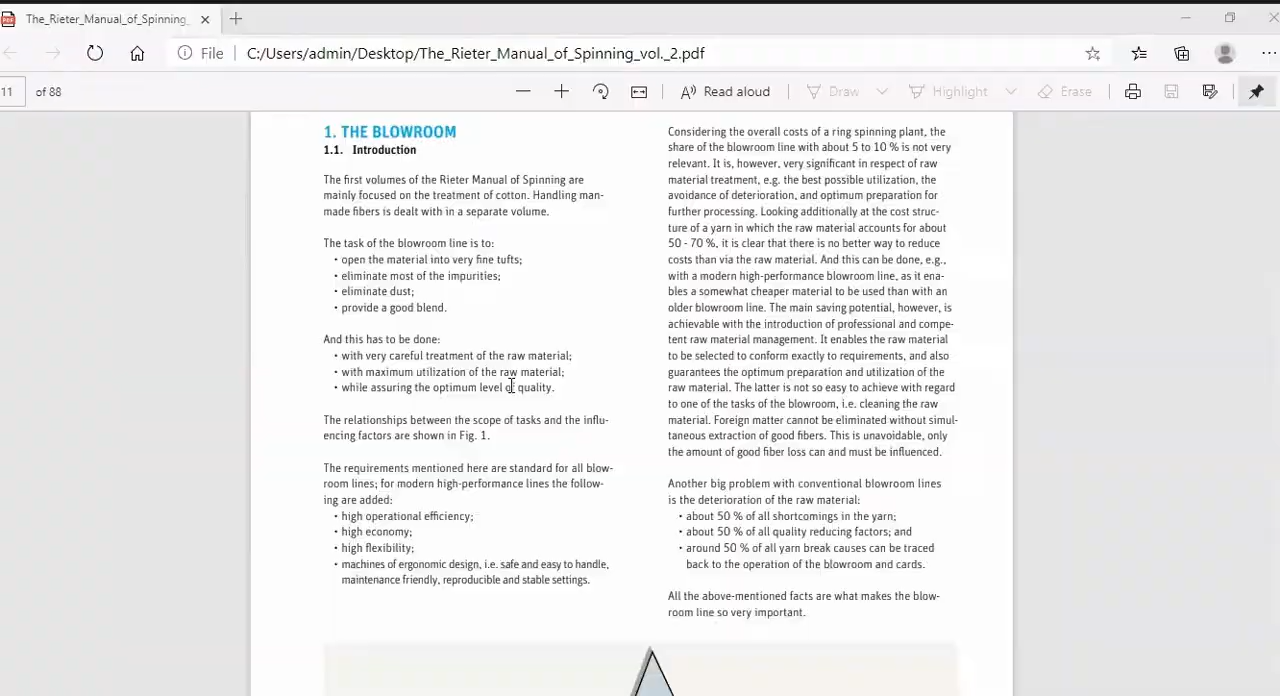 The_Rieter_Manual_of_Spinning_
File
C:/Users/admin/Desktop/The_Rieter_Manual_of_Spinning_vol._2.pdf
11 of 88
Read aloud
Draw
Highlight
Erase
1. THE BLOWROOM
1.1. Introduction
The first volumes of the Rieter Manual of Spinning are
mainly focused on the treatment of cotton. Handling man-
made fibers is dealt with in a separate volume.
The task of the blowroom line is to:
• open the material into very fine tufts;
• eliminate most of the impurities;
• eliminate dust;
• provide a good blend.
And this has to be done:
• with very careful treatment of the raw material;
• with maximum utilization of the raw material;
• while assuring the optimum level of quality.
The relationships between the scope of tasks and the influ-
encing factors are shown in Fig. 1.
The requirements mentioned here are standard for all blow-
room lines; for modern high-performance lines the follow-
ing are added:
• high operational efficiency;
• high economy;
• high flexibility;
• machines of ergonomic design, i.e. safe and easy to handle,
maintenance friendly, reproducible and stable settings.
Considering the overall costs of a ring spinning plant, the
share of the blowroom line with about 5 to 10 % is not very
relevant. It is, however, very significant in respect of raw
material treatment, e.g. the best possible utilization, the
avoidance of deterioration, and optimum preparation for
further processing. Looking additionally at the cost struc-
ture of a yarn in which the raw material accounts for about
50 - 70 %, it is clear that there is no better way to reduce
costs than via the raw material. And this can be done, e.g.,
with a modern high-performance blowroom line, as it ena-
bles a somewhat cheaper material to be used than with an
older blowroom line. The main saving potential, however, is
achievable with the introduction of professional and compe-
tent raw material management. It enables the raw material
to be selected to conform exactly to requirements, and also
guarantees the optimum preparation and utilization of the
raw material. The latter is not so easy to achieve with regard
to one of the tasks of the blowroom, i.e. cleaning the raw
material. Foreign matter cannot be eliminated without simul-
taneous extraction of good fibers. This is unavoidable, only
the amount of good fiber loss can and must be influenced.
Another big problem with conventional blowroom lines
is the deterioration of the raw material:
• about 50 % of all shortcomings in the yarn;
• about 50 % of all quality reducing factors; and
• around 50 % of all yarn break causes can be traced
back to the operation of the blowroom and cards.
All the above-mentioned facts are what makes the blow-
room line so very important.